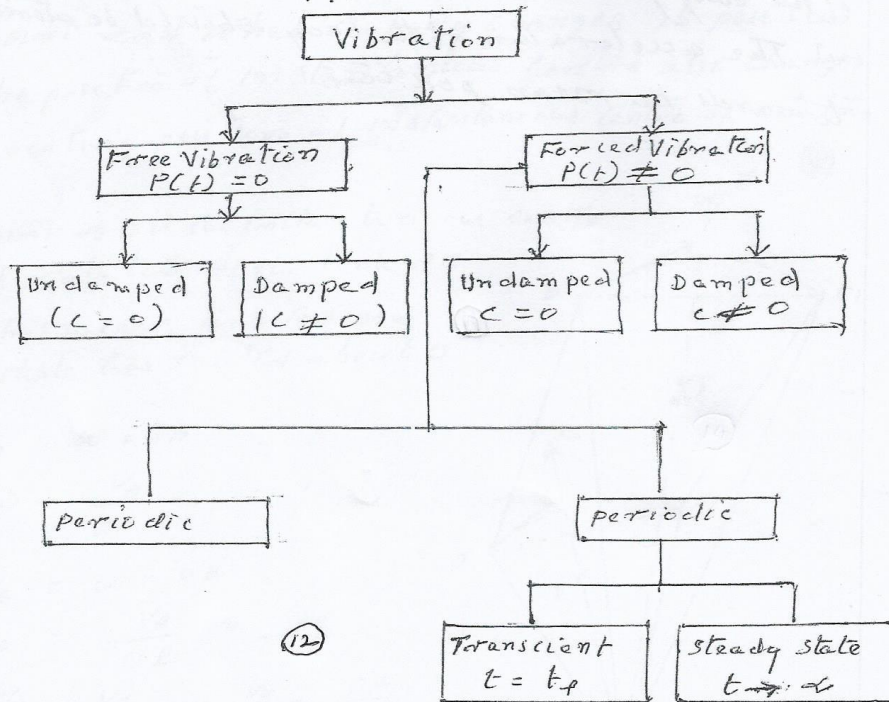 Vibration
Free Vibration
P(t) = 0
Forced Vibration
P(t) ≠ 0
Undamped
(C = 0)
Damped
(C ≠ 0)
Undamped
C = 0
Damped
C ≠ 0
Periodic
Periodic
Transcient
t =
Steady state
t → ∝
12